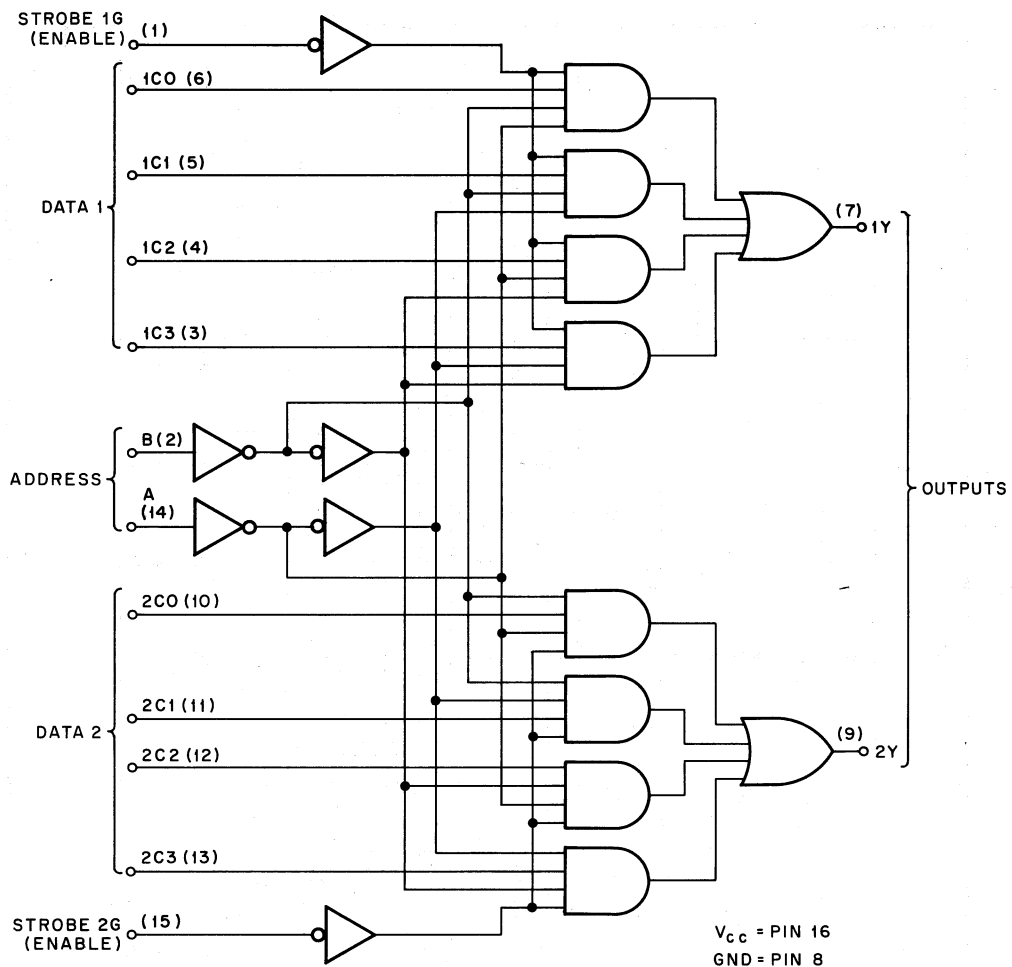 STROBE 1G (1)
(ENABLE)
1C0 (6)
1C1 (5)
DATA 1
1C2 (4)
1C3 (3)
(7)
1Y
B(2)
ADDRESS
A
(14)
OUTPUTS
2C0 (10)
2C1 (11)
DATA 2
2C2 (12)
2C3 (13)
(9)
2Y
STROBE 2G (15)
(ENABLE)
VCC = PIN 16
GND = PIN 8